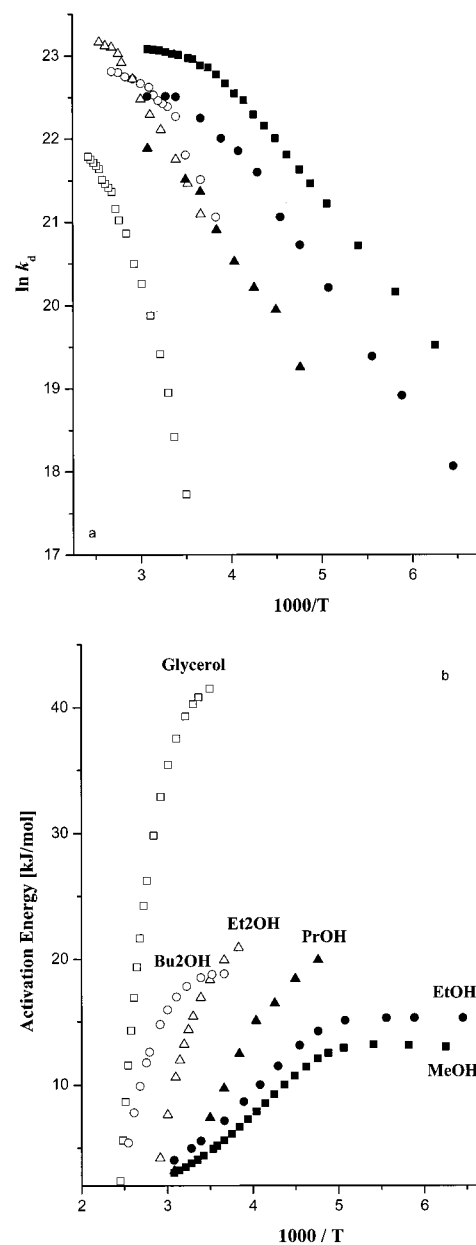 23
22
21
20
19
18
17
ln k_d
a
3
4
5
6
1000/T
Glycerol
b
40
30
20
10
Activation Energy [kJ/mol]
Et2OH
Bu2OH
PrOH
EtOH
MeOH
2
3
4
5
6
1000 / T